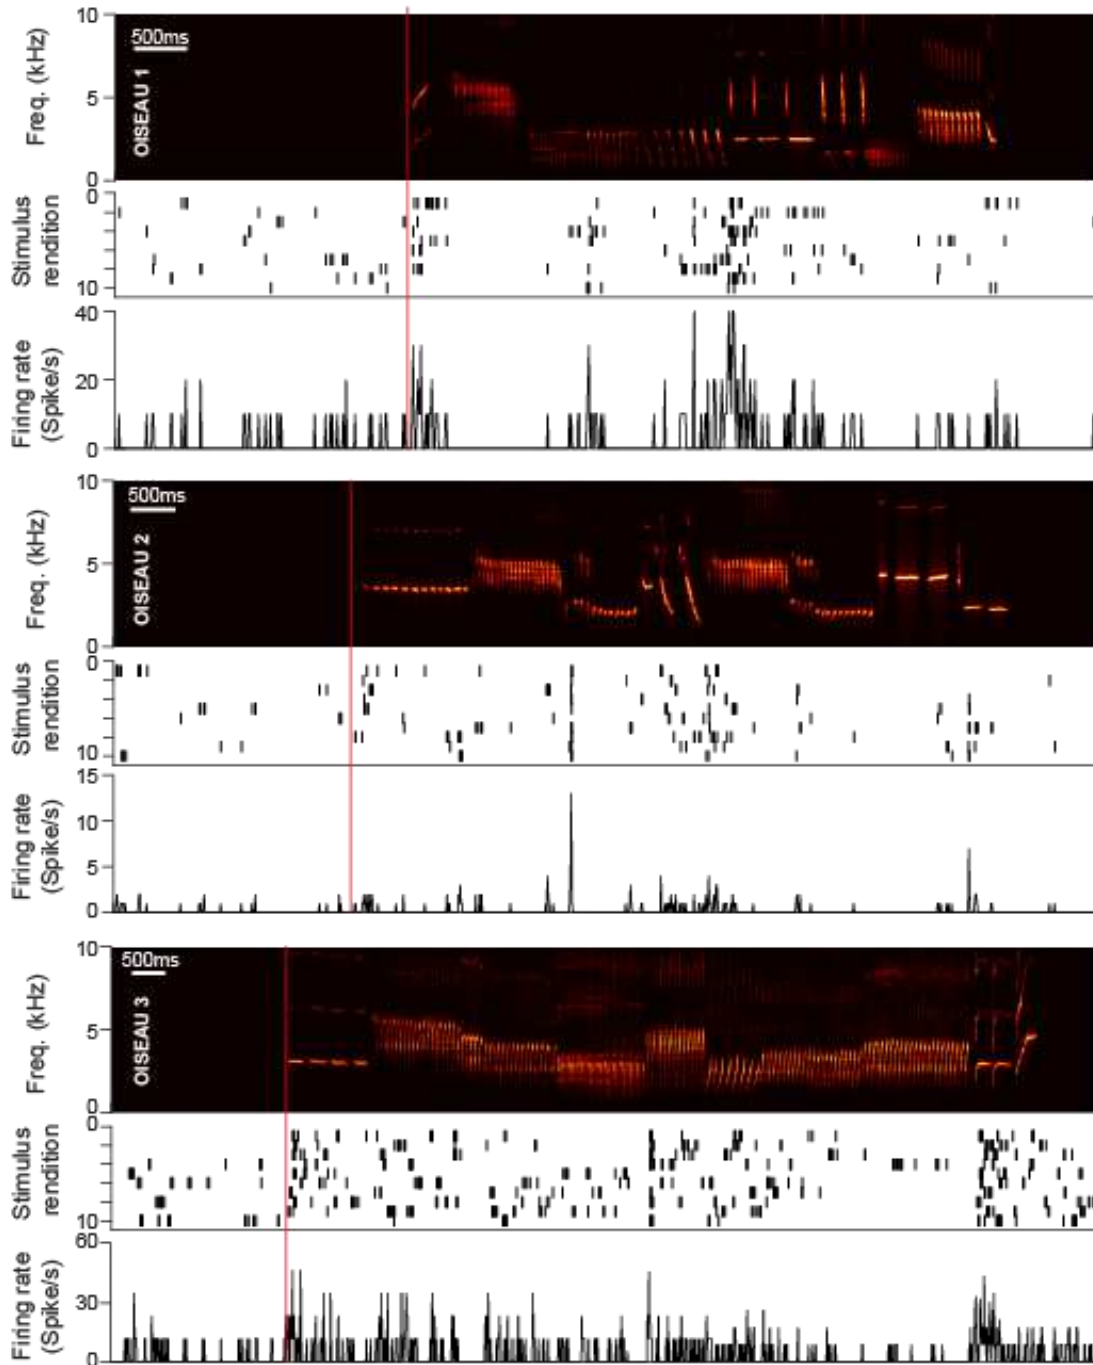 10
500ms
Freq. (kHz)
5
OISEAU 1
0
0
Stimulus
rendition
10
40
Firing rate
(Spike/s)
20
0
10
500ms
Freq. (kHz)
5
OISEAU 2
0
0
Stimulus
rendition
10
15
Firing rate
(Spike/s)
10
5
0
10
500ms
Freq. (kHz)
5
OISEAU 3
0
0
Stimulus
rendition
10
60
Firing rate
(Spike/s)
30
0